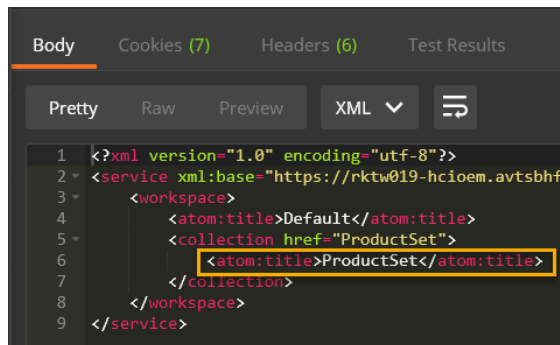 Body Cookies (7) Headers (6) Test Results
Pretty Raw Preview XML
1 <?xml version="1.0" encoding="utf-8"?>
2 <service xml:base="https://rktw019-hcioem.avtsbhf
3 <workspace>
4 <atom:title>Default</atom:title>
5 <collection href="ProductSet">
6 <atom:title>ProductSet</atom:title>
7 </collection>
8 </workspace>
9 </service>